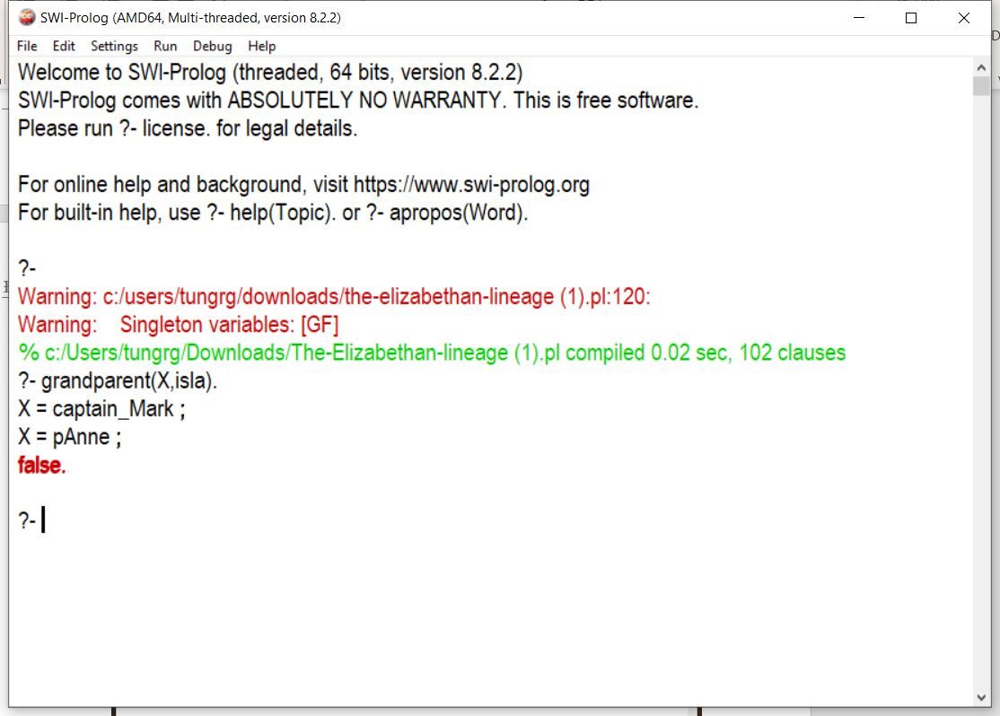 SWI-Prolog (AMD64, Multi-threaded, version 8.2.2)
File Edit Settings Run Debug Help
Welcome to SWI-Prolog (threaded, 64 bits, version 8.2.2)
SWI-Prolog comes with ABSOLUTELY NO WARRANTY. This is free software.
Please run ?- license. for legal details.
For online help and background, visit https://www.swi-prolog.org
For built-in help, use ?- help(Topic). or ?- apropos(Word).
?-
Warning: c:/users/tungrg/downloads/the-elizabethan-lineage (1).pl:120:
Warning:    Singleton variables: [GF]
% c:/Users/tungrg/Downloads/The-Elizabethan-lineage (1).pl compiled 0.02 sec, 102 clauses
?- grandparent(X,isla).
X = captain_Mark ;
X = pAnne ;
false.
?-